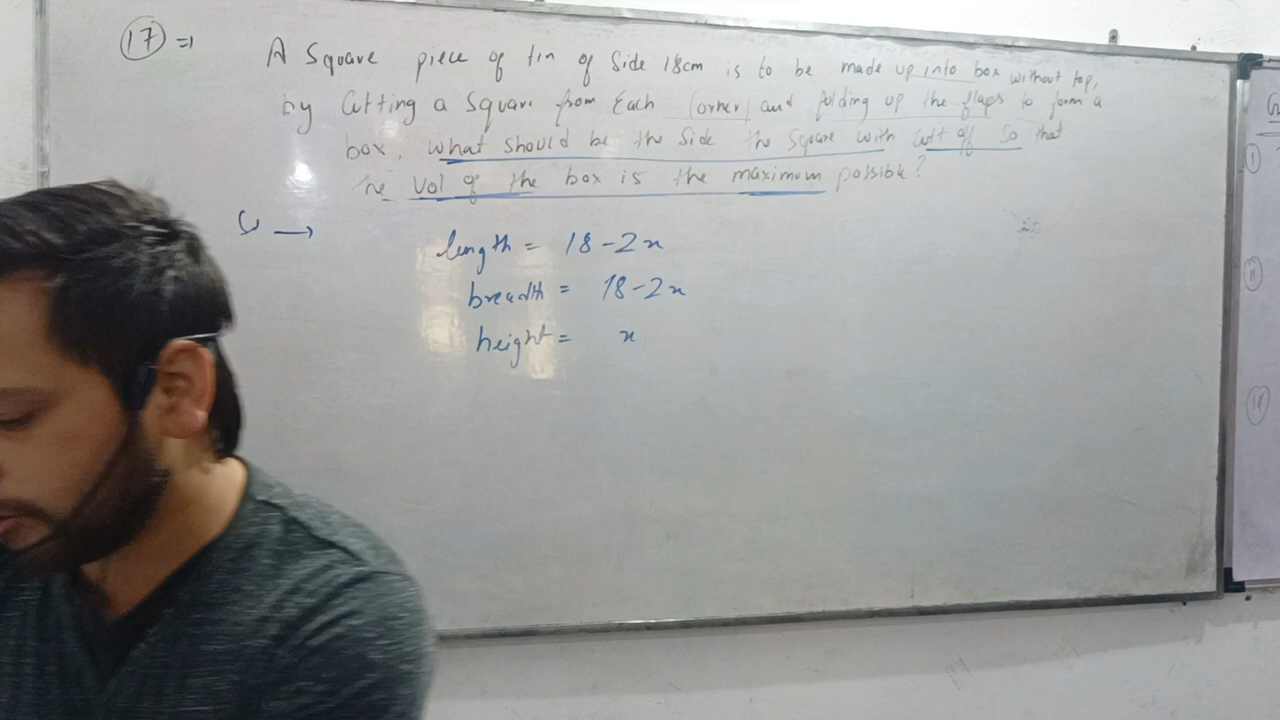 17 ⇒ A Square piece of tin of Side 18cm is to be made up into box without top,
by Cutting a Square from Each Corner and folding up the flaps to form a
box. What should be the Side the Square with Cutt off So that
the Vol of the box is the maximum possible?
length = 18-2x
breadth = 18-2x
height = x